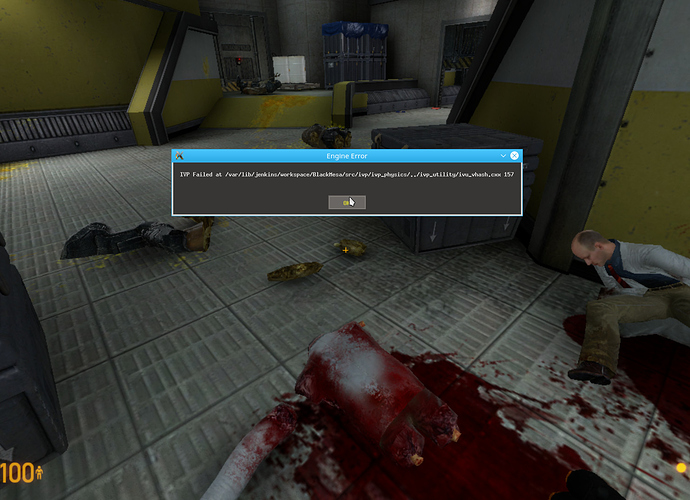 Engine Error
IVP Failed at /var/lib/jenkins/workspace/BlackMesa/src/ivp/ivp_physics/../ivp_utility/ivu_vhash.cxx 157
OK
100